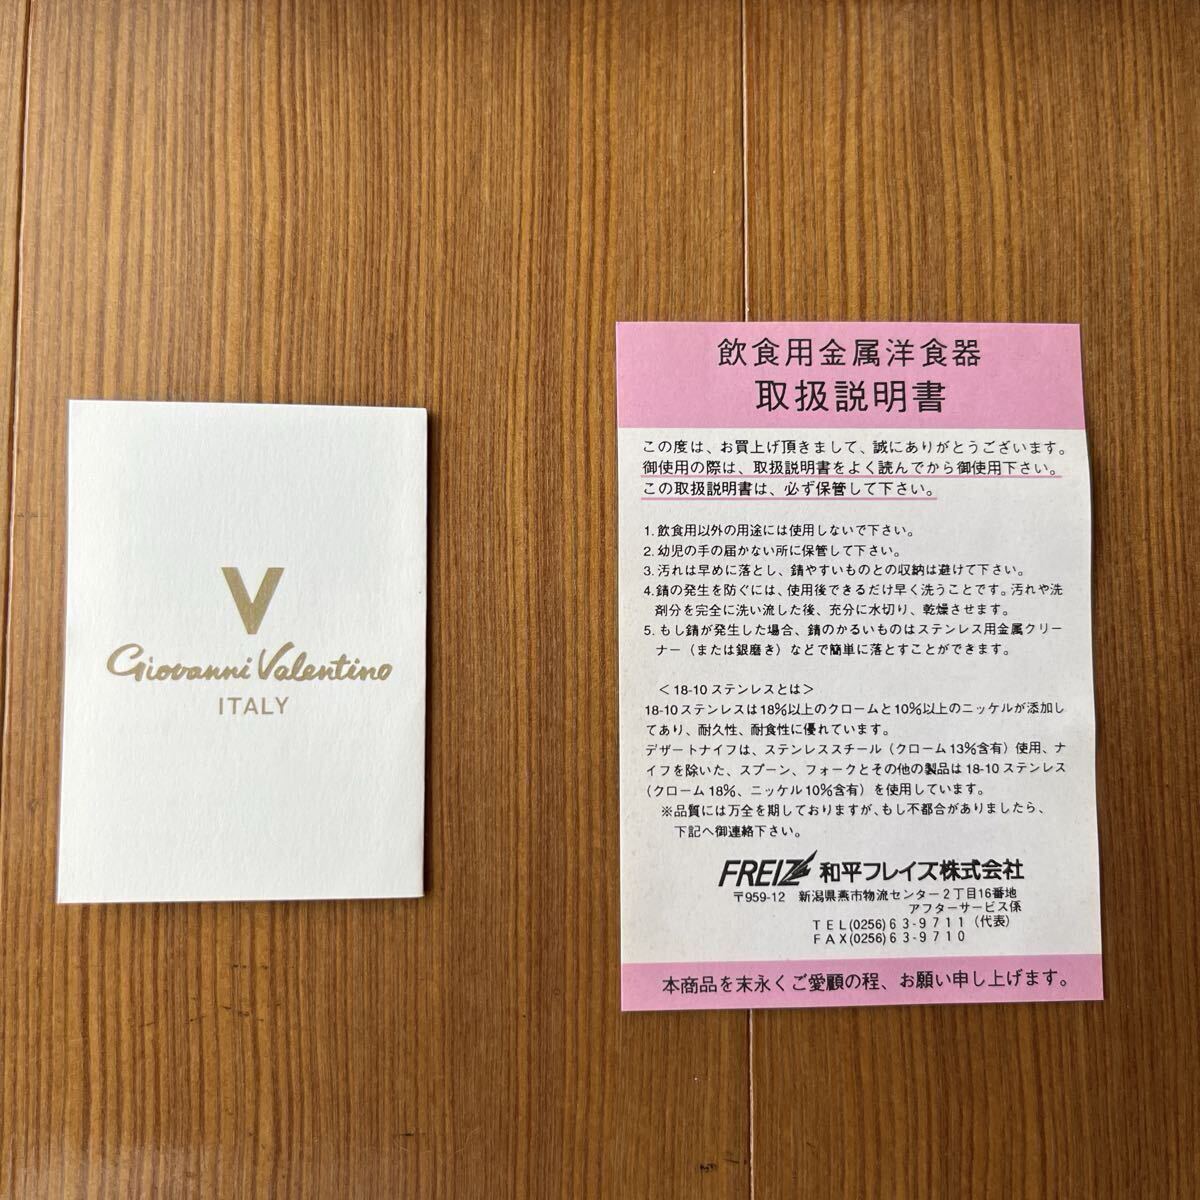 V
Giovanni Valentino
ITALY
飲食用金属洋食器
取扱説明書
この度は、お買上げ頂きまして、誠にありがとうございます。
御使用の際は、取扱説明書をよく読んでから御使用下さい。
この取扱説明書は、必ず保管して下さい。
1. 飲食用以外の用途には使用しないで下さい。
2. 幼児の手の届かない所に保管して下さい。
3. 汚れは早めに落とし、錆やすいものとの収納は避けて下さい。
4. 錆の発生を防ぐには、使用後できるだけ早く洗うことです。汚れや洗
剤分を完全に洗い流した後、充分に水切り、乾燥させます。
5. もし錆が発生した場合、錆のかるいものはステンレス用金属クリー
ナー（または銀磨き）などで簡単に落とすことができます。
＜18-10 ステンレスとは＞
18-10 ステンレスは18％以上のクロームと10％以上のニッケルが添加し
てあり、耐久性、耐食性に優れています。
デザートナイフは、ステンレススチール（クローム13％含有）使用、ナ
イフを除いた、スプーン、フォークとその他の製品は18-10 ステンレス
（クローム18％、ニッケル10％含有）を使用しています。
※品質には万全を期しておりますが、もし不都合がありましたら、
下記へ御連絡下さい。
FREIZ 和平フレイズ株式会社
〒959-12 新潟県燕市物流センター2丁目16番地
アフターサービス係
TEL(0256)63-9711（代表）
FAX(0256)63-9710
本商品を末永くご愛顧の程、お願い申し上げます。